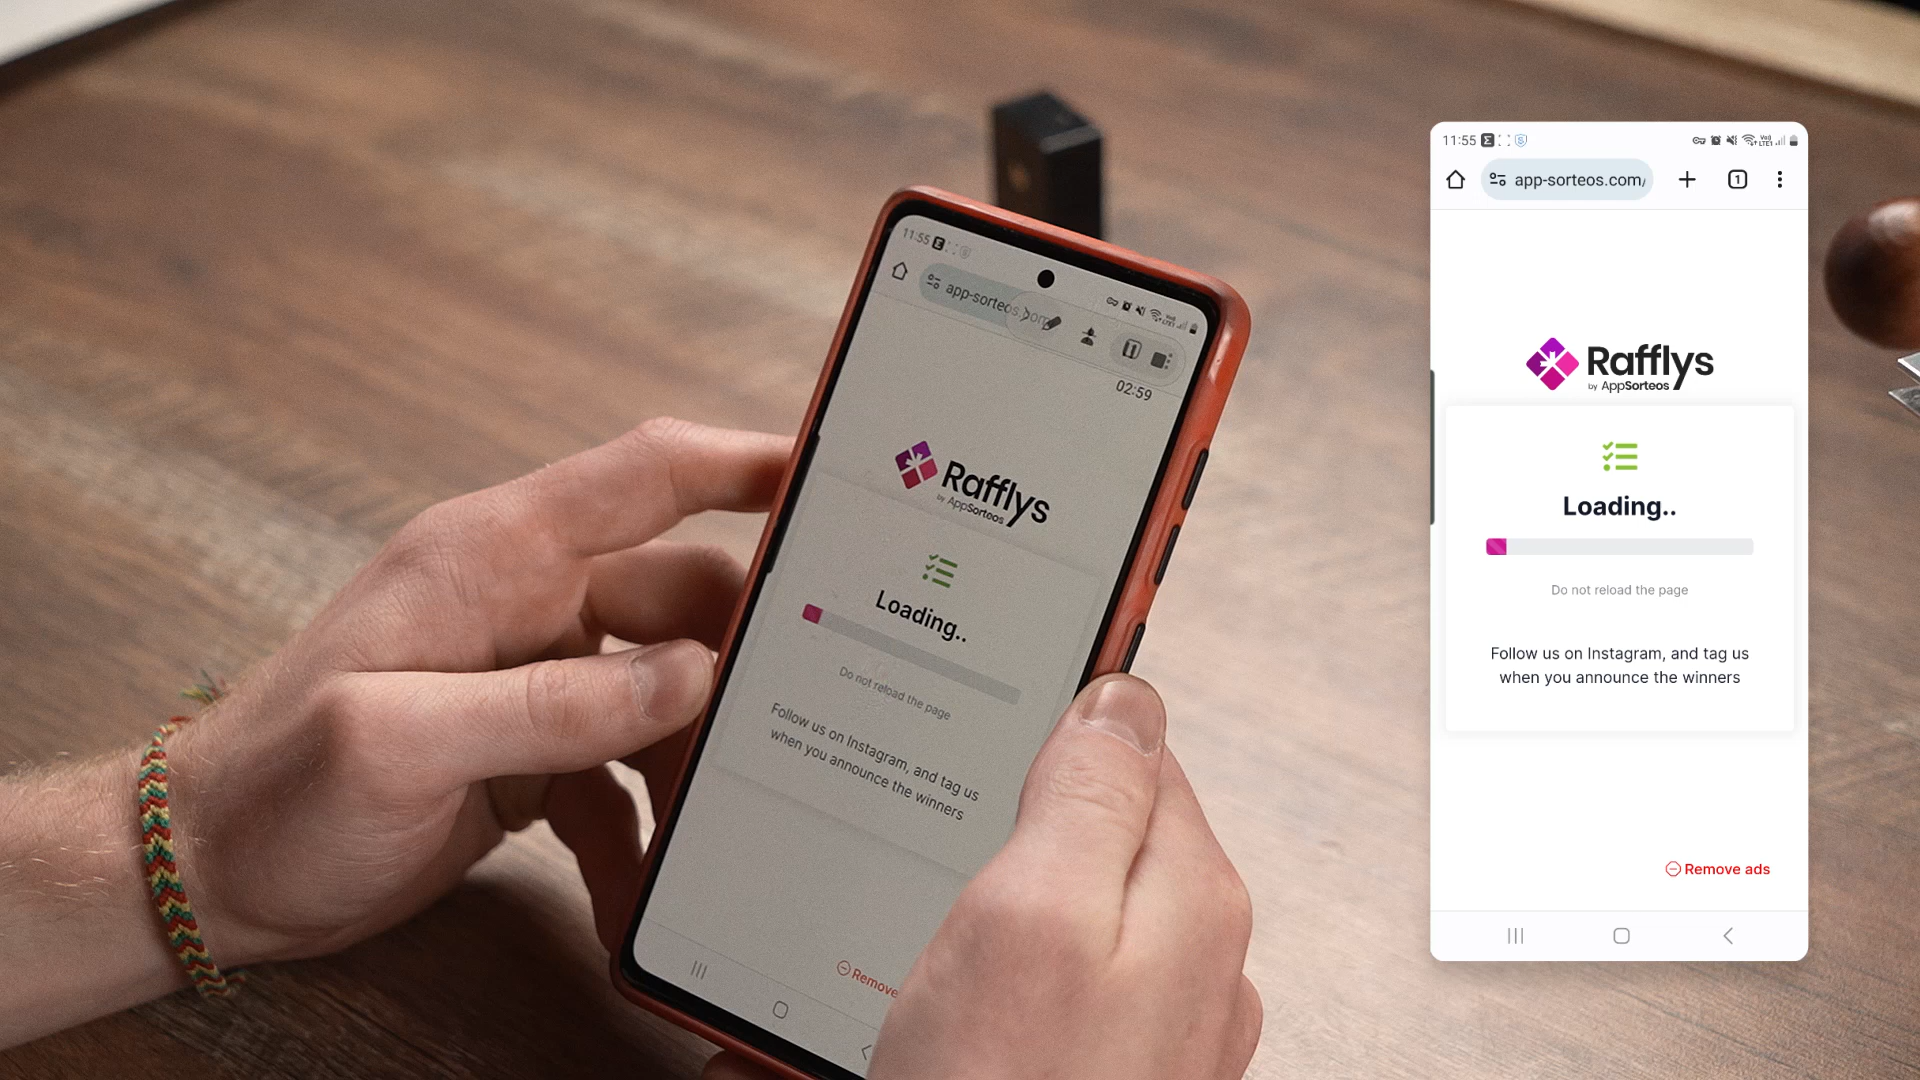 11:55
app-sorteos.com
02:59
Rafflys
by AppSorteos
Loading..
Do not reload the page
Follow us on Instagram, and tag us
when you announce the winners
Remove
11:55
Vo)
LTE1
app-sorteos.com/
1
Rafflys
by AppSorteos
Loading..
Do not reload the page
Follow us on Instagram, and tag us
when you announce the winners
Remove ads